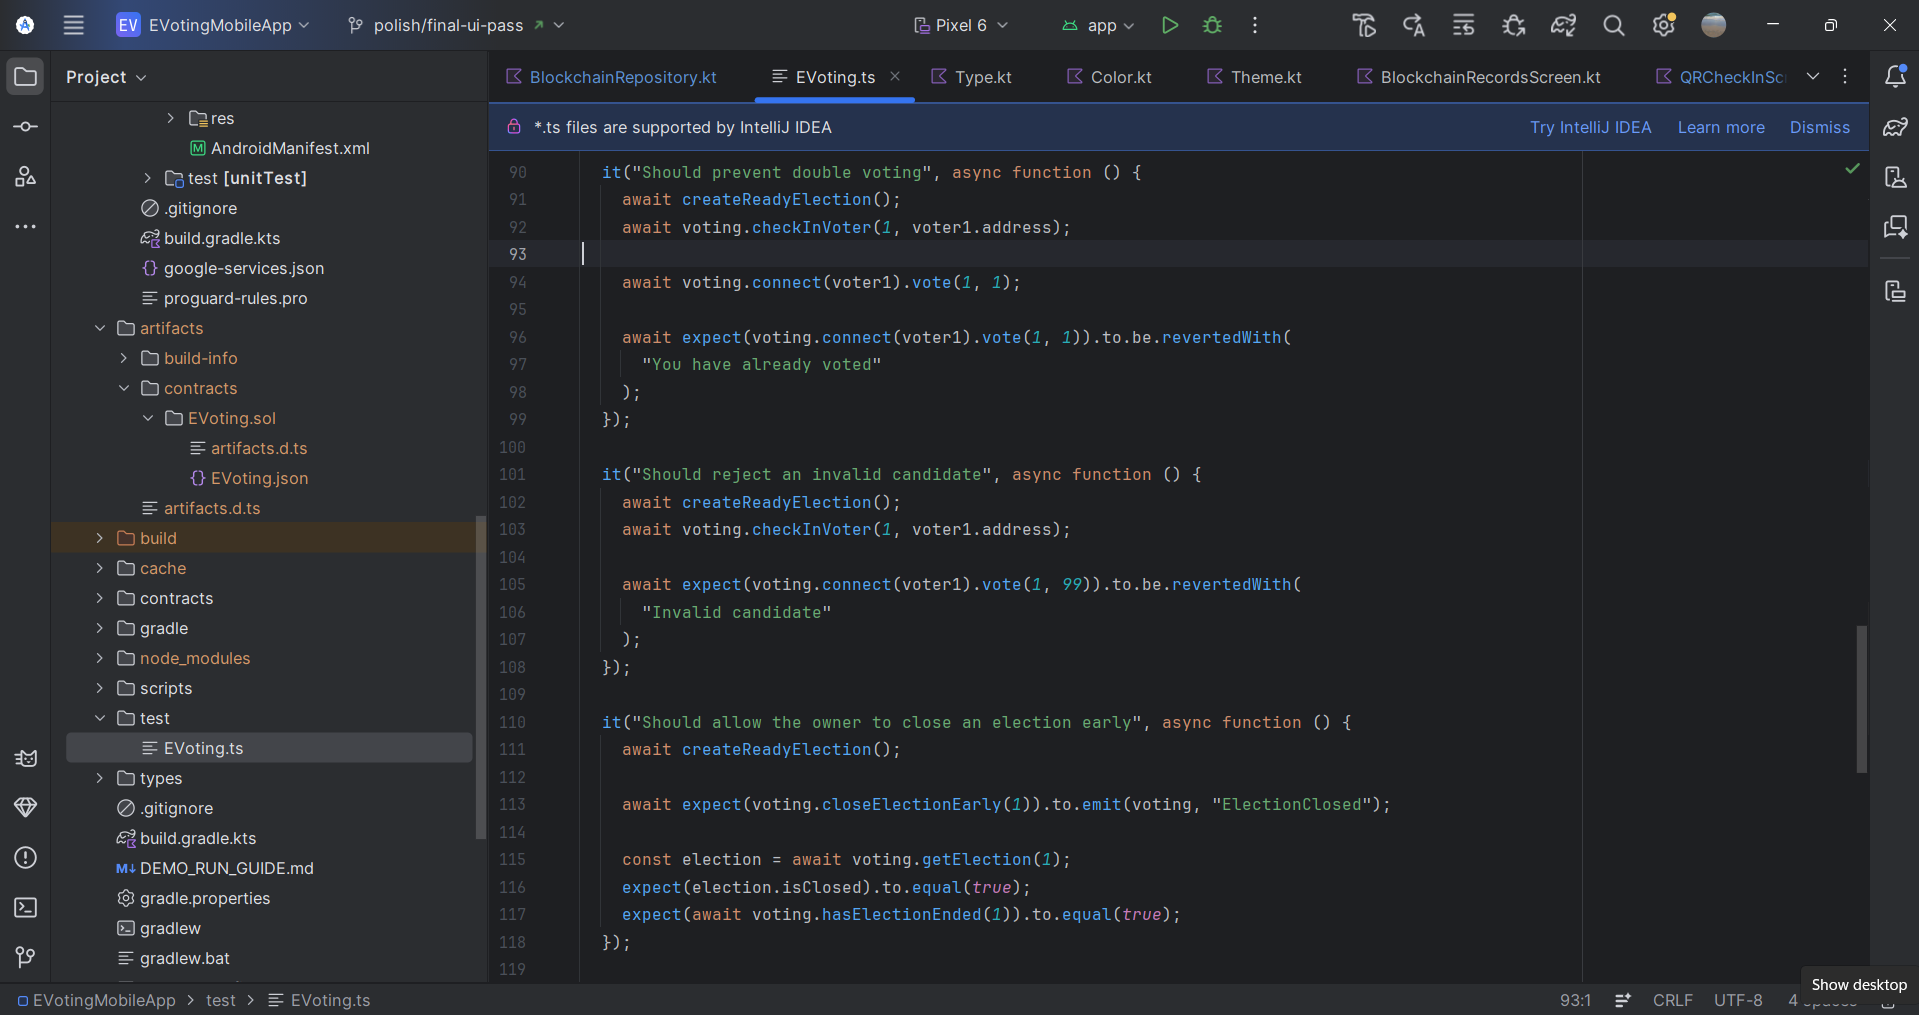 EV EVotingMobileApp polish/final-ui-pass Pixel 6 app
Project
BlockchainRepository.kt EVoting.ts Type.kt Color.kt Theme.kt BlockchainRecordsScreen.kt QRCheckInSc
*.ts files are supported by IntelliJ IDEA Try IntelliJ IDEA Learn more Dismiss
res
AndroidManifest.xml
test [unitTest]
.gitignore
build.gradle.kts
google-services.json
proguard-rules.pro
artifacts
build-info
contracts
EVoting.sol
artifacts.d.ts
EVoting.json
artifacts.d.ts
build
cache
contracts
gradle
node_modules
scripts
test
EVoting.ts
types
.gitignore
build.gradle.kts
DEMO_RUN_GUIDE.md
gradle.properties
gradlew
gradlew.bat
90 it("Should prevent double voting", async function () {
91 await createReadyElection();
92 await voting.checkInVoter(1, voter1.address);
93
94 await voting.connect(voter1).vote(1, 1);
95
96 await expect(voting.connect(voter1).vote(1, 1)).to.be.revertedWith(
97 "You have already voted"
98 );
99 });
100
101 it("Should reject an invalid candidate", async function () {
102 await createReadyElection();
103 await voting.checkInVoter(1, voter1.address);
104
105 await expect(voting.connect(voter1).vote(1, 99)).to.be.revertedWith(
106 "Invalid candidate"
107 );
108 });
109
110 it("Should allow the owner to close an election early", async function () {
111 await createReadyElection();
112
113 await expect(voting.closeElectionEarly(1)).to.emit(voting, "ElectionClosed");
114
115 const election = await voting.getElection(1);
116 expect(election.isClosed).to.equal(true);
117 expect(await voting.hasElectionEnded(1)).to.equal(true);
118 });
119
Show desktop
EVotingMobileApp > test > EVoting.ts 93:1 CRLF UTF-8 4